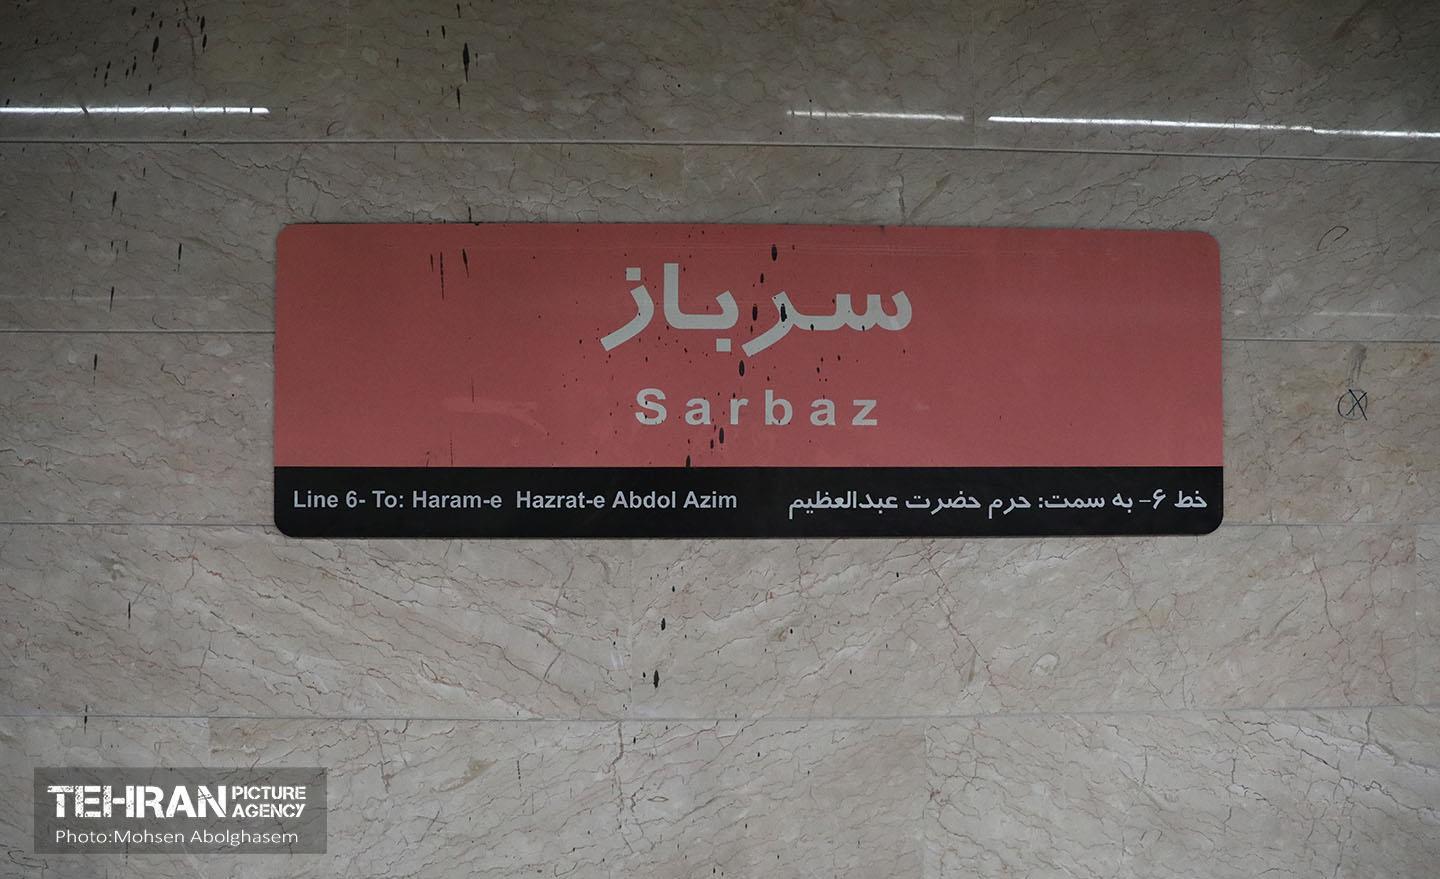 سرباز
Sarbaz
Line 6- To: Haram-e Hazrat-e Abdol Azim
خط ۶- به سمت: حرم حضرت عبدالعظیم
TEHRAN PICTURE AGENCY
Photo:Mohsen Abolghasem